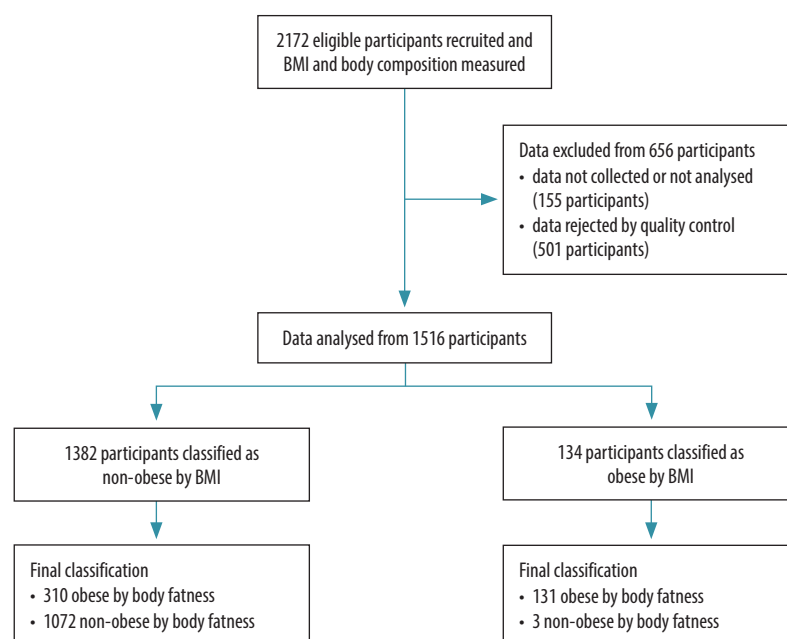 2172 eligible participants recruited and
BMI and body composition measured
Data excluded from 656 participants
• data not collected or not analysed
(155 participants)
• data rejected by quality control
(501 participants)
Data analysed from 1516 participants
1382 participants classified as
non-obese by BMI
134 participants classified as
obese by BMI
Final classification
• 310 obese by body fatness
• 1072 non-obese by body fatness
Final classification
• 131 obese by body fatness
• 3 non-obese by body fatness